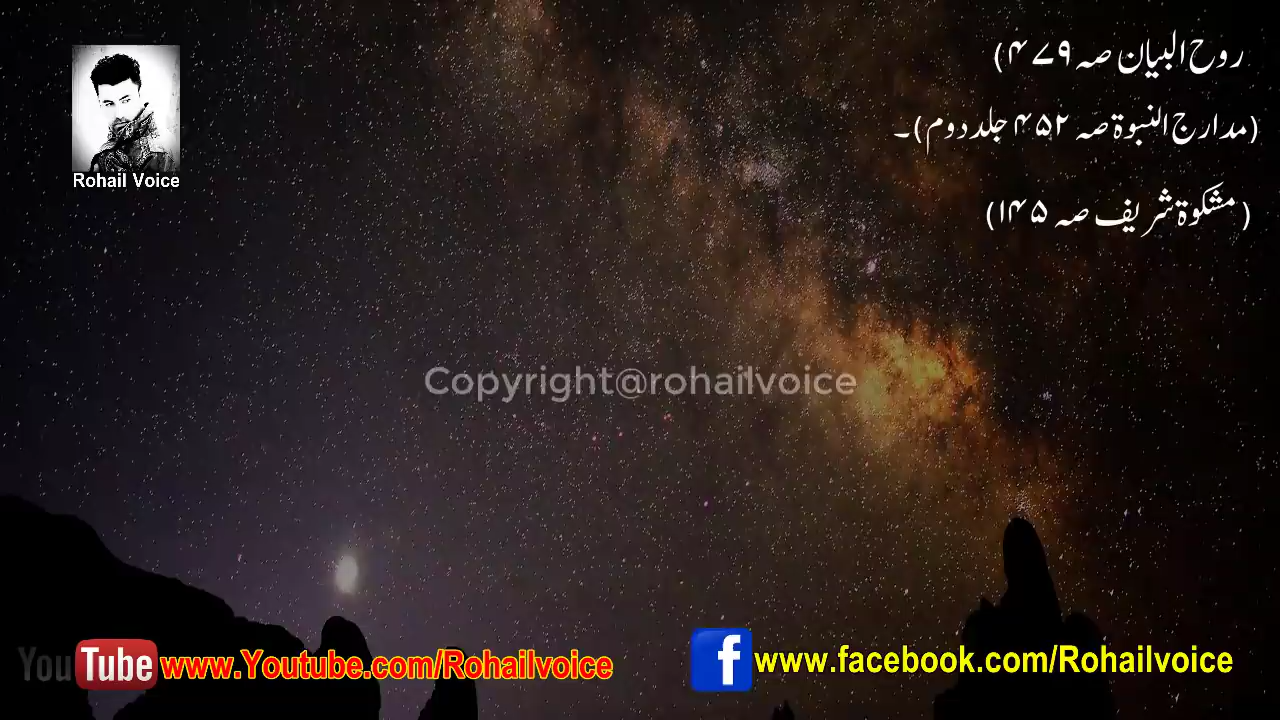 روح البیان صہ ۴۷۹)
(مدارج النبوۃ صہ ۴۵۲ جلد دوم)۔
(مشکوۃ شریف صہ ۱۴۵)
Rohail Voice
Copyright@rohailvoice
YouTube www.Youtube.com/Rohailvoice
f www.facebook.com/Rohailvoice